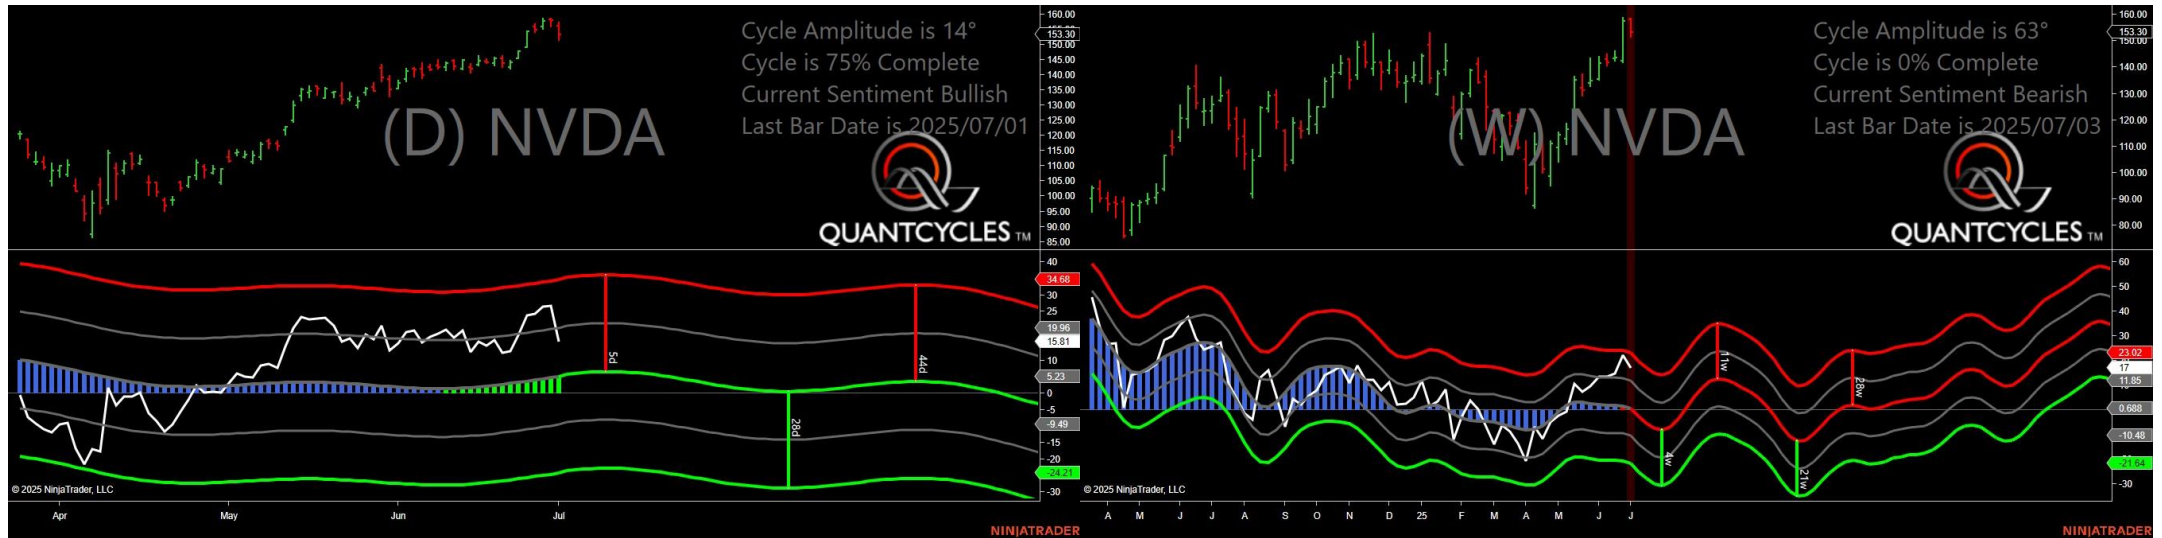 Cycle Amplitude is 14°
Cycle is 75% Complete
Current Sentiment Bullish
Last Bar Date is 2025/07/01
(D) NVDA
QUANTCYCLES TM
160.00
153.30
150.00
145.00
140.00
135.00
130.00
125.00
120.00
115.00
110.00
105.00
100.00
95.00
90.00
85.00
40
34.68
30
25
19.96
15.81
10
5.23
0
-5
-9.49
-15
-20
-24.21
-30
5d
28d
44d
© 2025 NinjaTrader, LLC
Apr May Jun Jul
NINJATRADER
Cycle Amplitude is 63°
Cycle is 0% Complete
Current Sentiment Bearish
Last Bar Date is 2025/07/03
(W) NVDA
QUANTCYCLES TM
160.00
153.30
150.00
140.00
130.00
120.00
110.00
100.00
90.00
80.00
60
50
40
30
23.02
17
11.85
0.688
-10.48
-21.64
-30
4w
11w
21w
28w
© 2025 NinjaTrader, LLC
A M J J A S O N D 25 F M A M J J
NINJATRADER